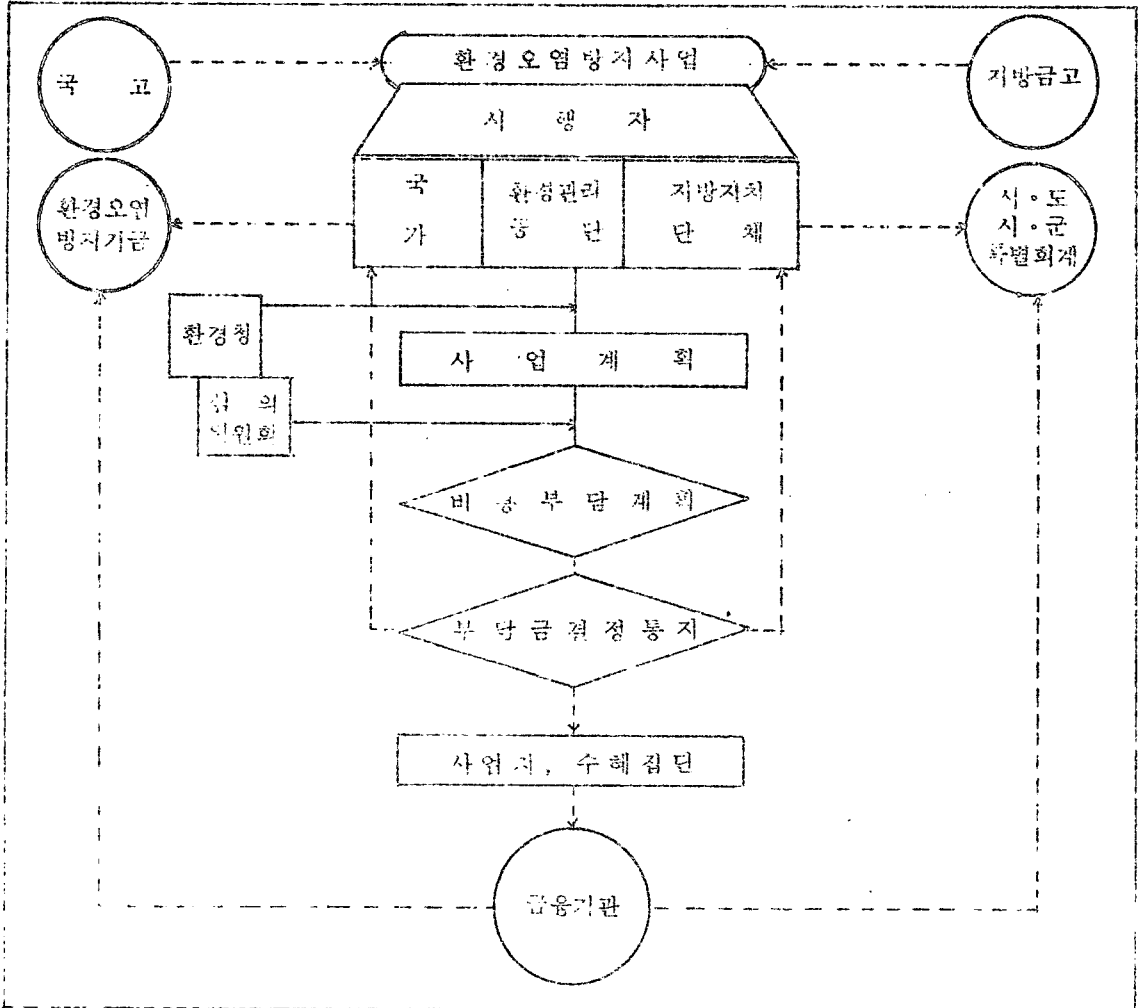 환경오염방지사업
국 고
지방금고
시 행 자
국 가
환경관리 공 단
지방자치 단 체
환경오염
방지기금
시·도
시·군
특별회계
환경청
심 의
위원회
사 업 계 획
비 용 부 담 계 획
부 담 금 결 정 통 지
사 업 자 , 수 혜 집 단
금융기관